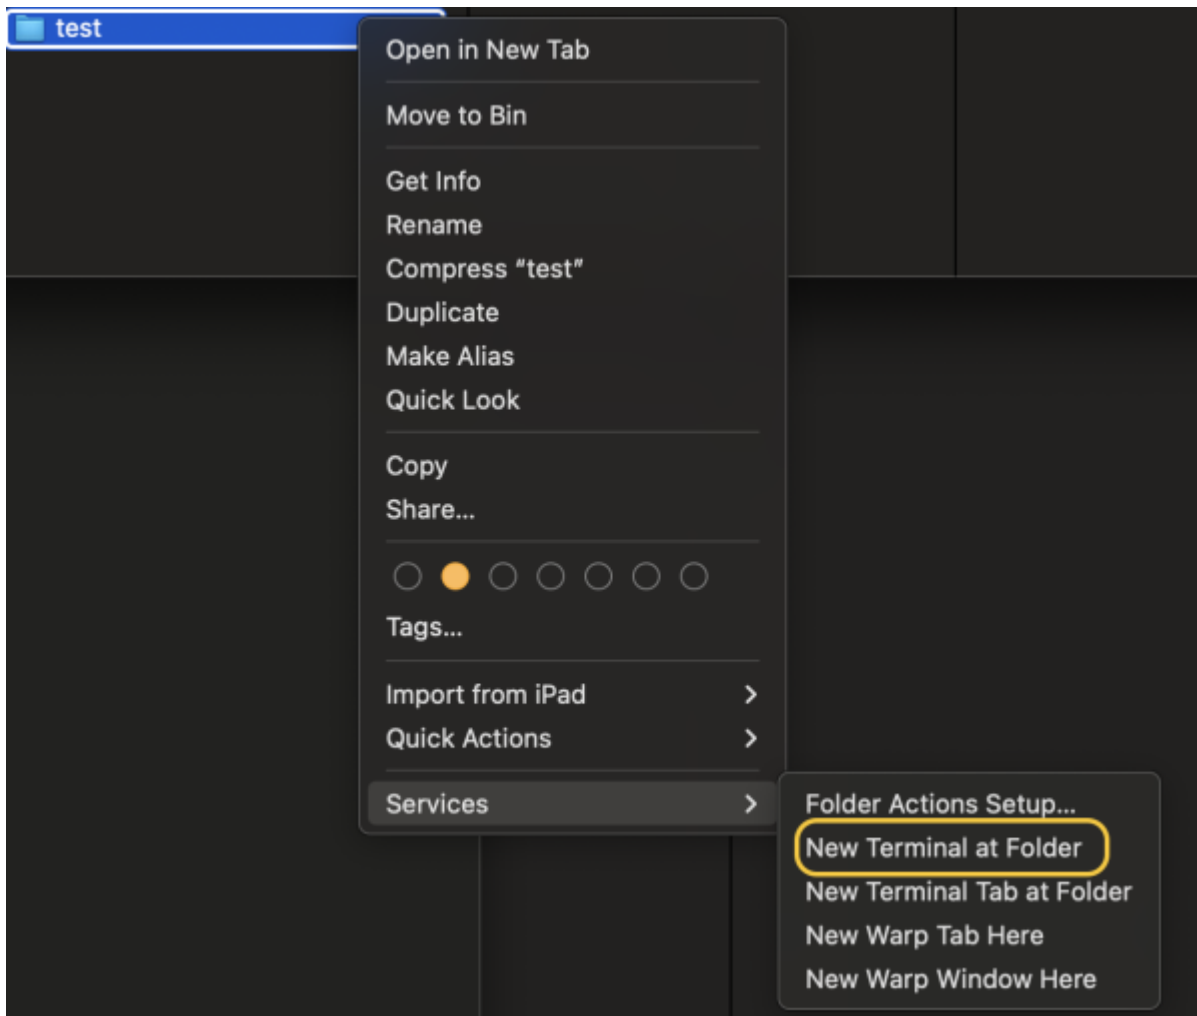 test
Open in New Tab
Move to Bin
Get Info
Rename
Compress “test”
Duplicate
Make Alias
Quick Look
Copy
Share...
Tags...
Import from iPad
Quick Actions
Services
Folder Actions Setup...
New Terminal at Folder
New Terminal Tab at Folder
New Warp Tab Here
New Warp Window Here